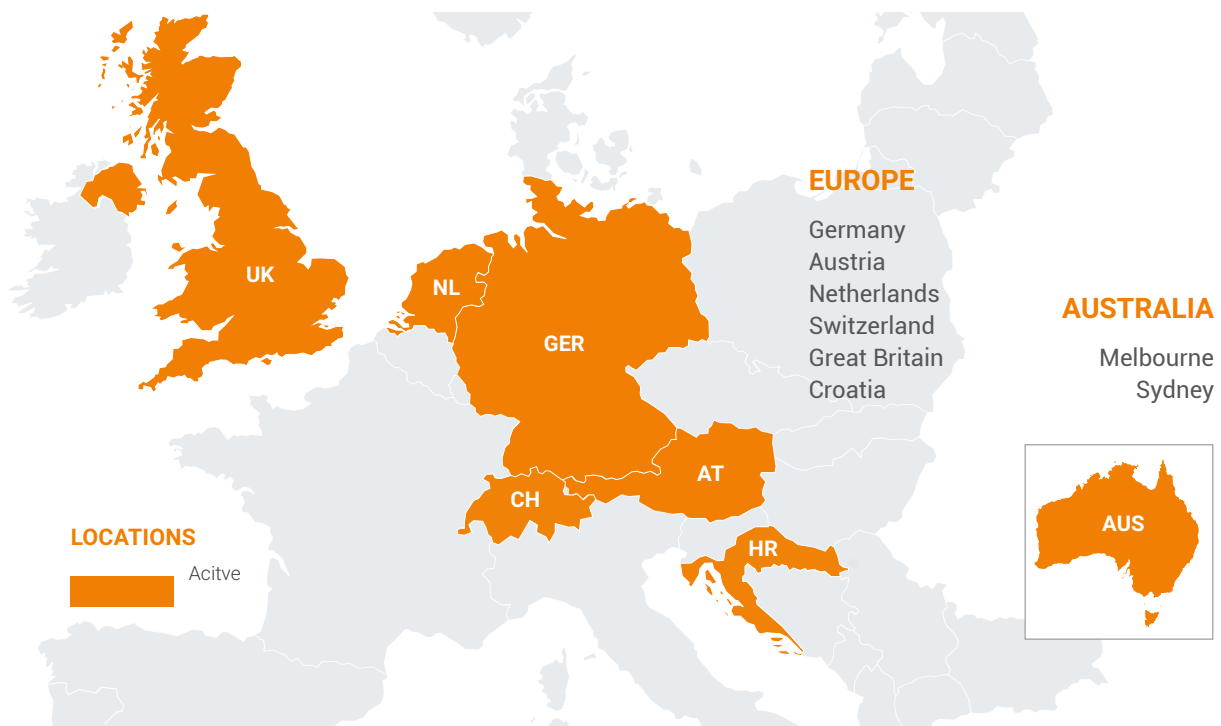 EUROPE
Germany
Austria
Netherlands
Switzerland
Great Britain
Croatia
AUSTRALIA
Melbourne
Sydney
UK
NL
GER
AT
CH
HR
AUS
LOCATIONS
Acitve